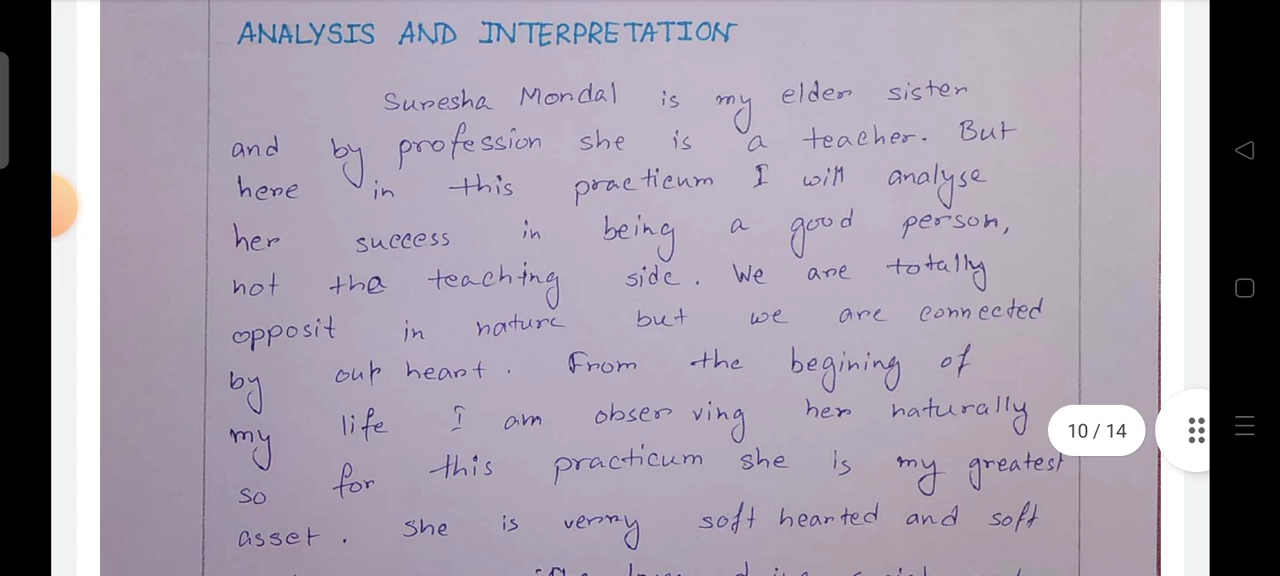 ANALYSIS AND INTERPRETATION
Suresha Mondal is my elder sister
and by profession she is a teacher. But
here in this practicum I will analyse
her success in being a good person,
not the teaching side. We are totally
opposit in nature but we are connected
by our heart. From the begining of
my life I am obser ving her naturally
so for this practicum she is my greatest
asset. She is verry soft hearted and soft
10 / 14